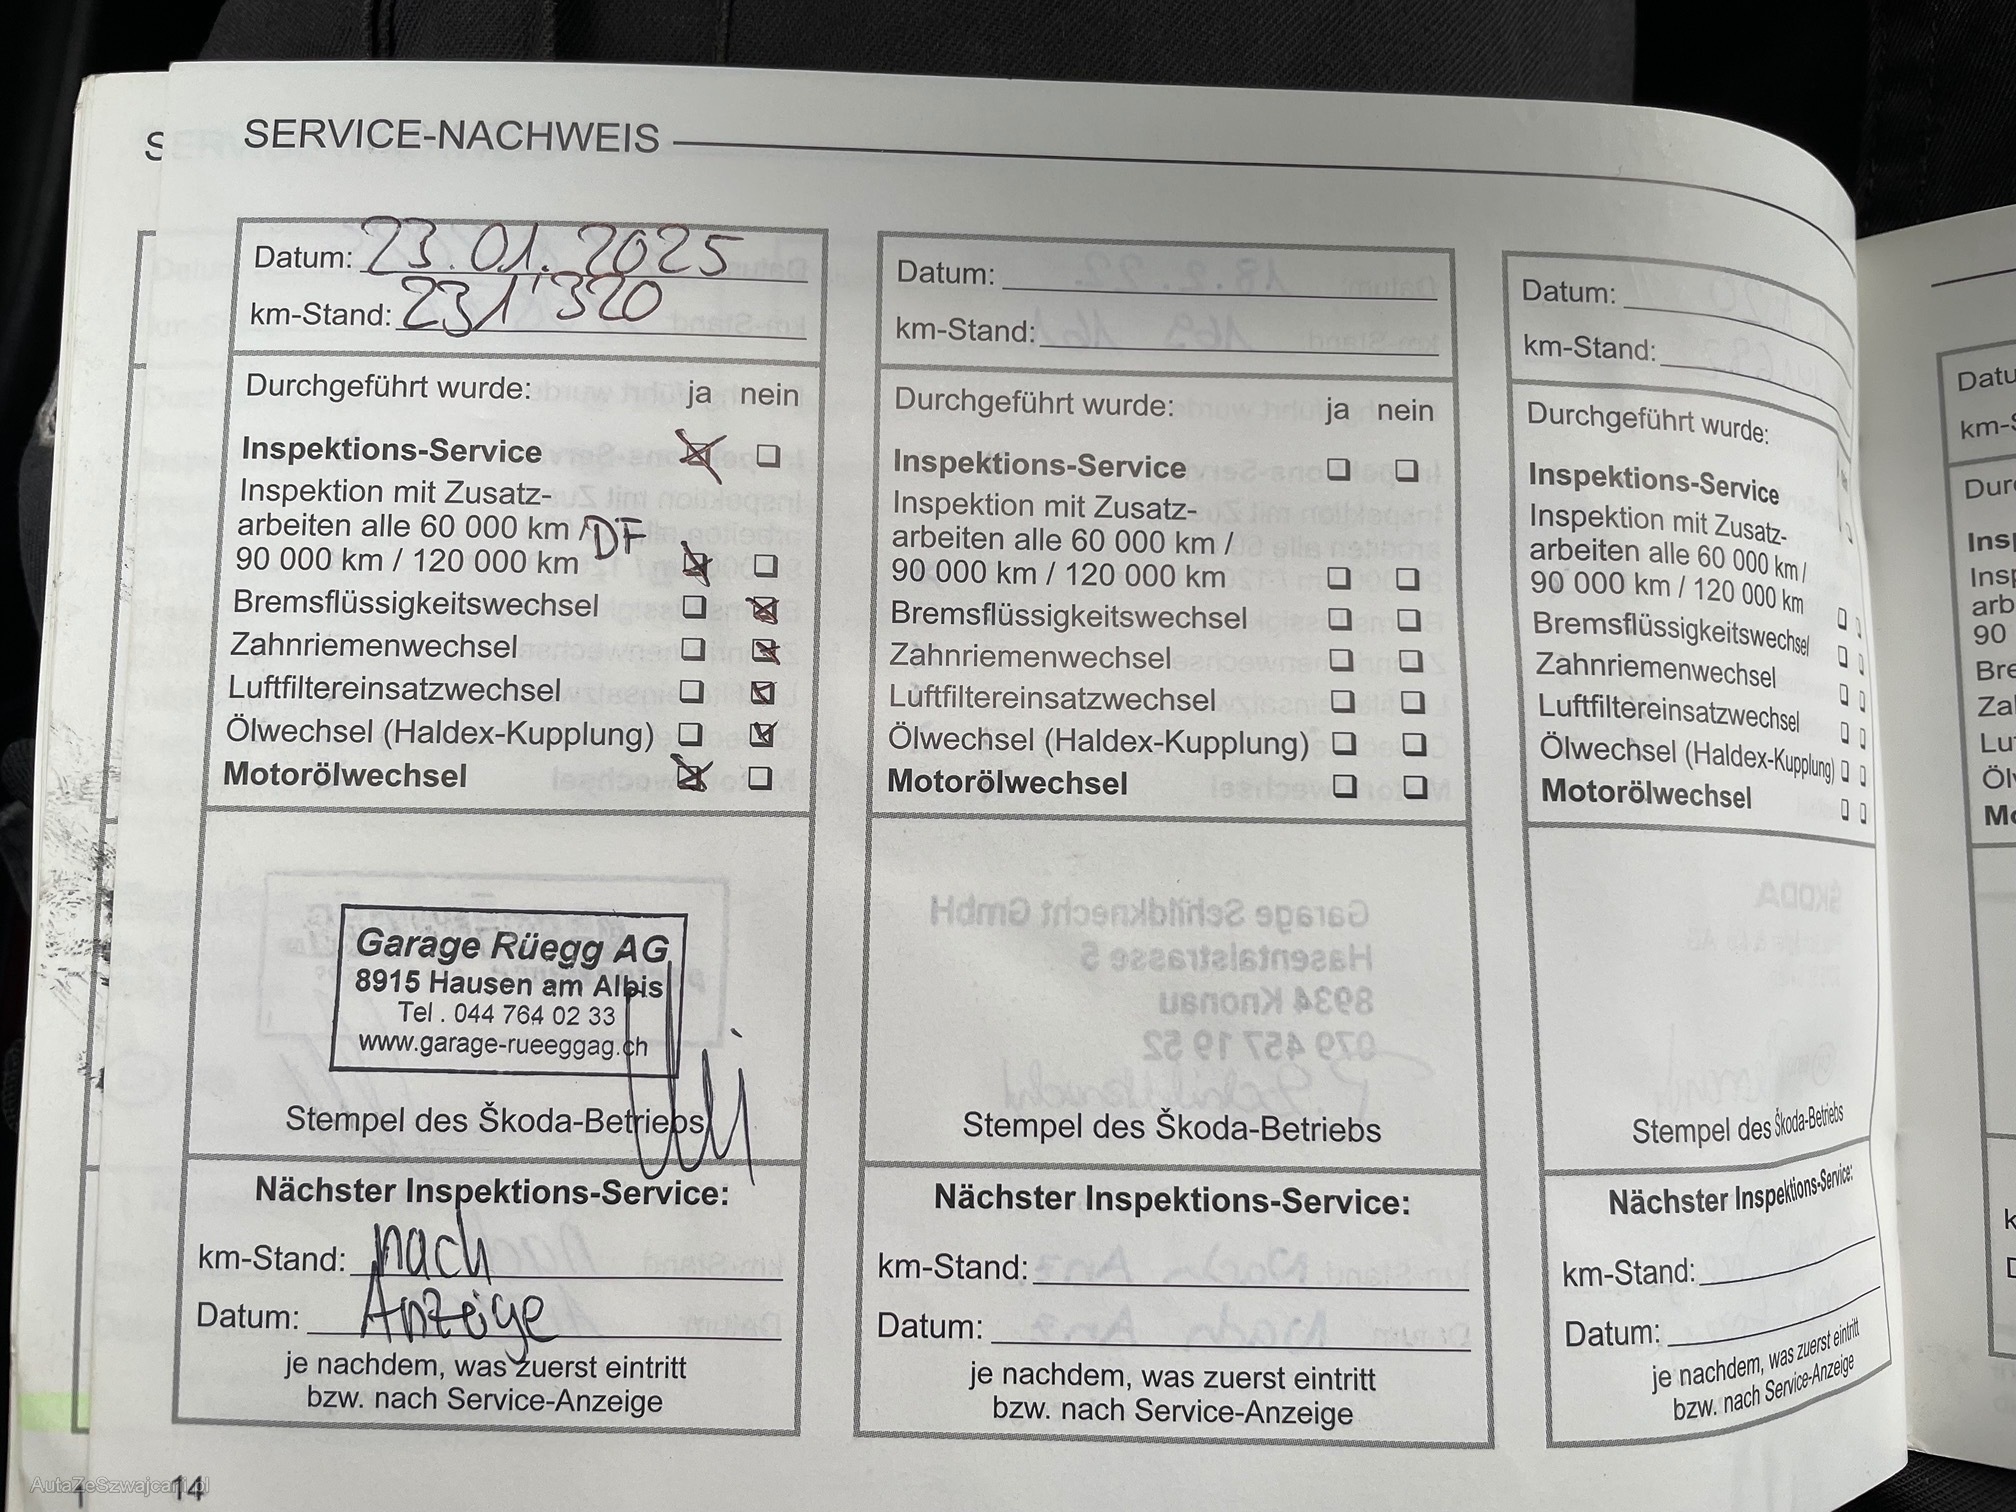 SERVICE-NACHWEIS
Datum: 23.01.2025
km-Stand: 231'320
Durchgeführt wurde: ja nein
Inspektions-Service
Inspektion mit Zusatz-
arbeiten alle 60 000 km / DF
90 000 km / 120 000 km
Bremsflüssigkeitswechsel
Zahnriemenwechsel
Luftfiltereinsatzwechsel
Ölwechsel (Haldex-Kupplung)
Motorölwechsel
Garage Rüegg AG
8915 Hausen am Albis
Tel . 044 764 02 33
www.garage-rueeggag.ch
Stempel des Škoda-Betriebs
Nächster Inspektions-Service:
km-Stand: nach
Datum: Anzeige
je nachdem, was zuerst eintritt
bzw. nach Service-Anzeige
14
Datum:
km-Stand:
Durchgeführt wurde: ja nein
Inspektions-Service
Inspektion mit Zusatz-
arbeiten alle 60 000 km /
90 000 km / 120 000 km
Bremsflüssigkeitswechsel
Zahnriemenwechsel
Luftfiltereinsatzwechsel
Ölwechsel (Haldex-Kupplung)
Motorölwechsel
Stempel des Škoda-Betriebs
Nächster Inspektions-Service:
km-Stand:
Datum:
je nachdem, was zuerst eintritt
bzw. nach Service-Anzeige
Datum:
km-Stand:
Durchgeführt wurde:
Inspektions-Service
Inspektion mit Zusatz-
arbeiten alle 60 000 km /
90 000 km / 120 000 km
Bremsflüssigkeitswechsel
Zahnriemenwechsel
Luftfiltereinsatzwechsel
Ölwechsel (Haldex-Kupplung)
Motorölwechsel
Stempel des Škoda-Betriebs
Nächster Inspektions-Service:
km-Stand:
Datum:
je nachdem, was zuerst eintritt
bzw. nach Service-Anzeige
AutaZeSzwajcarii.pl